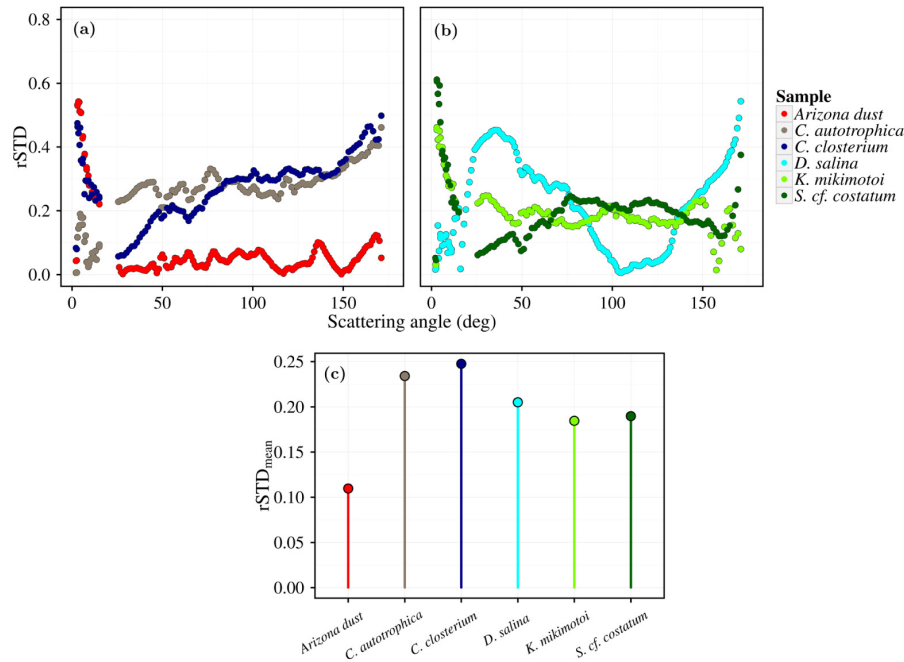 (a)
(b)
0.8
0.6
0.4
0.2
0.0
rSTD
0 50 100 150
0 50 100 150
Scattering angle (deg)
Sample
Arizona dust
C. autotrophica
C. closterium
D. salina
K. mikimotoi
S. cf. costatum
(c)
0.25
0.20
0.15
0.10
0.05
0.00
rSTDmean
Arizona dust
C. autotrophica
C. closterium
D. salina
K. mikimotoi
S. cf. costatum